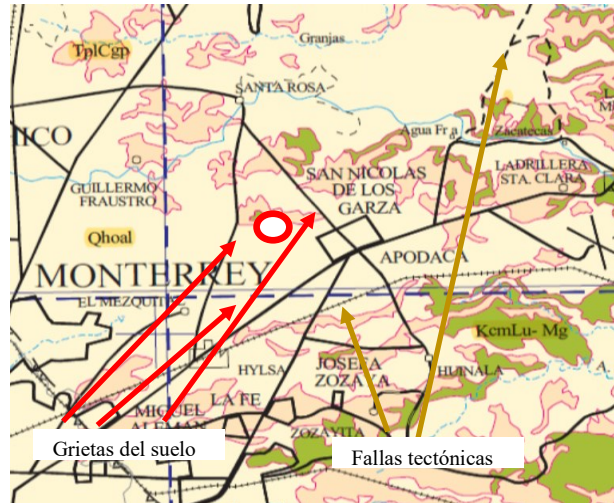 TplCgp
Granjas
SANTA ROSA
ICO
Agua Fr a
Zacatecas
LADRILLERA
STA. CLARA
GUILLERMO
FRAUSTRO
SAN NICOLAS
DE LOS
GARZA
Qhoal
APODACA
MONTERREY
EL MEZQUIT
KcmLu- Mg
HYLSA
JOSEFA
ZOZAYA
HUINALA
LA FE
MIGUEL
ALEMAN
ZOZAYITA
Grietas del suelo
Fallas tectónicas